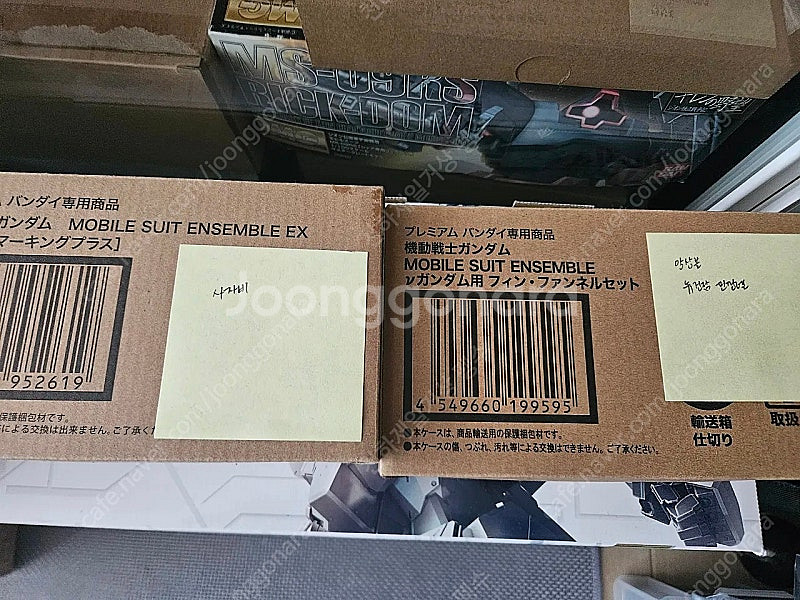 MS-09RS
RICK・DOM
バンダイ専用商品
ガンダム MOBILE SUIT ENSEMBLE EX
マーキングプラス]
952619
保護梱包材です。
による交換は出来ません。ご了承くだ
사자비
プレミアム バンダイ専用商品
機動戦士ガンダム
MOBILE SUIT ENSEMBLE
νガンダム用 フィン・ファンネルセット
4 549660 199595
●本ケースは、商品輸送用の保護梱包材です。
●本ケースの傷、つぶれ、汚れ等による交換はできません。ご了承ください。
악상블
輸送箱
仕切り
取扱
Joonggonara